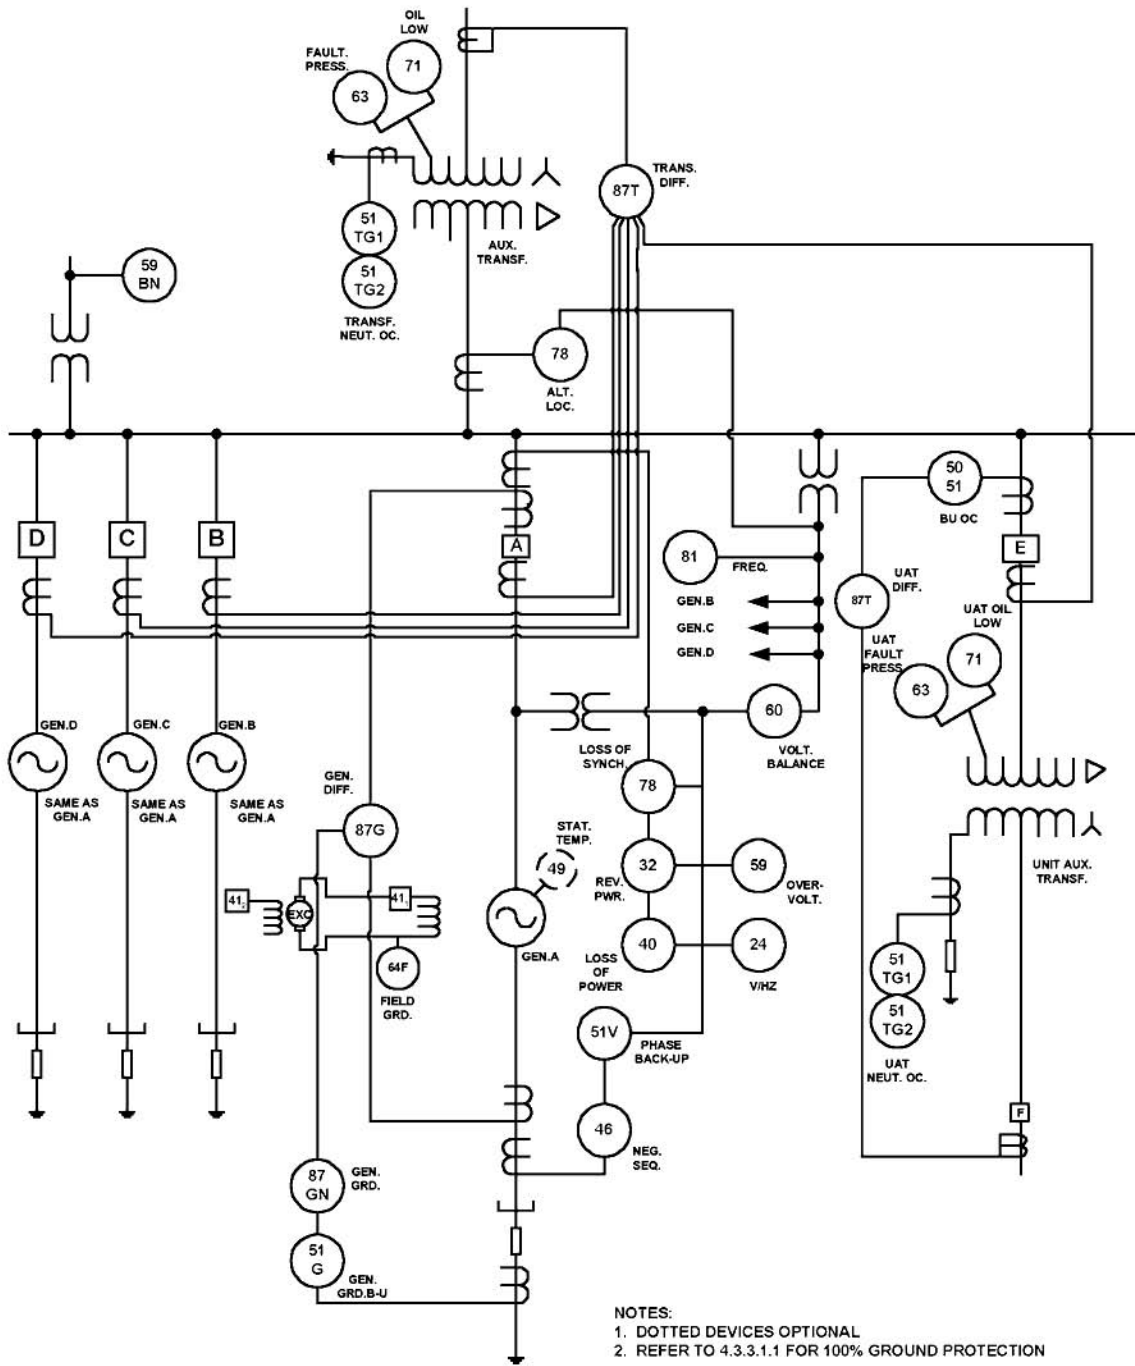 OIL
LOW
FAULT.
PRESS.
71
63
TRANS.
DIFF.
87T
51
TG1
51
TG2
AUX.
TRANSF.
TRANSF.
NEUT. OC.
59
BN
78
ALT.
LOC.
50
51
BU OC
D
C
B
A
E
81
FREQ.
UAT
DIFF.
87T
GEN.B
GEN.C
GEN.D
UAT OIL
LOW
UAT
FAULT
PRESS
71
63
GEN.D
GEN.C
GEN.B
60
VOLT.
BALANCE
LOSS OF
SYNCH.
78
SAME AS
GEN.A
SAME AS
GEN.A
SAME AS
GEN.A
GEN.
DIFF.
87G
STAT.
TEMP.
49
32
REV.
PWR.
59
OVER-
VOLT.
UNIT AUX.
TRANSF.
41₂
EXC
41₁
GEN.A
64F
FIELD
GRD.
40
LOSS
OF
POWER
24
V/HZ
51
TG1
51
TG2
UAT
NEUT. OC.
51V
PHASE
BACK-UP
46
NEG.
SEQ.
F
87
GN
GEN.
GRD.
51
G
GEN.
GRD.B-U
NOTES:
1. DOTTED DEVICES OPTIONAL
2. REFER TO 4.3.3.1.1 FOR 100% GROUND PROTECTION